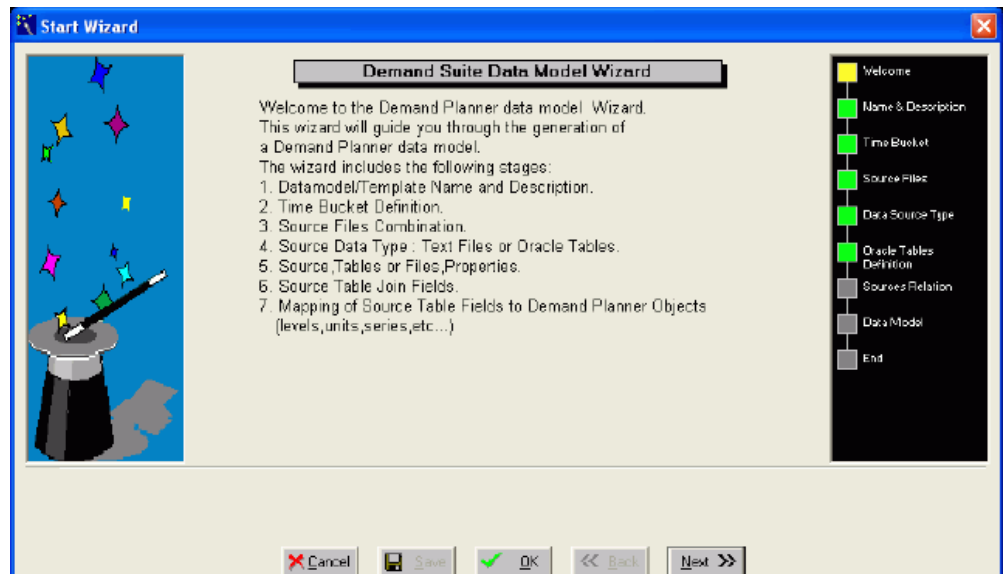 Start Wizard
Demand Suite Data Model Wizard
Welcome to the Demand Planner data model Wizard.
This wizard will guide you through the generation of
a Demand Planner data model.
The wizard includes the following stages:
1. Datamodel/Template Name and Description.
2. Time Bucket Definition.
3. Source Files Combination.
4. Source Data Type : Text Files or Oracle Tables.
5. Source,Tables or Files,Properties.
6. Source Table Join Fields.
7. Mapping of Source Table Fields to Demand Planner Objects
(levels,units,series,etc...)
Welcome
Name & Description
Time Bucket
Source Files
Data Source Type
Oracle Tables
Definition
Sources Relation
Data Model
End
Cancel
Save
OK
Back
Next